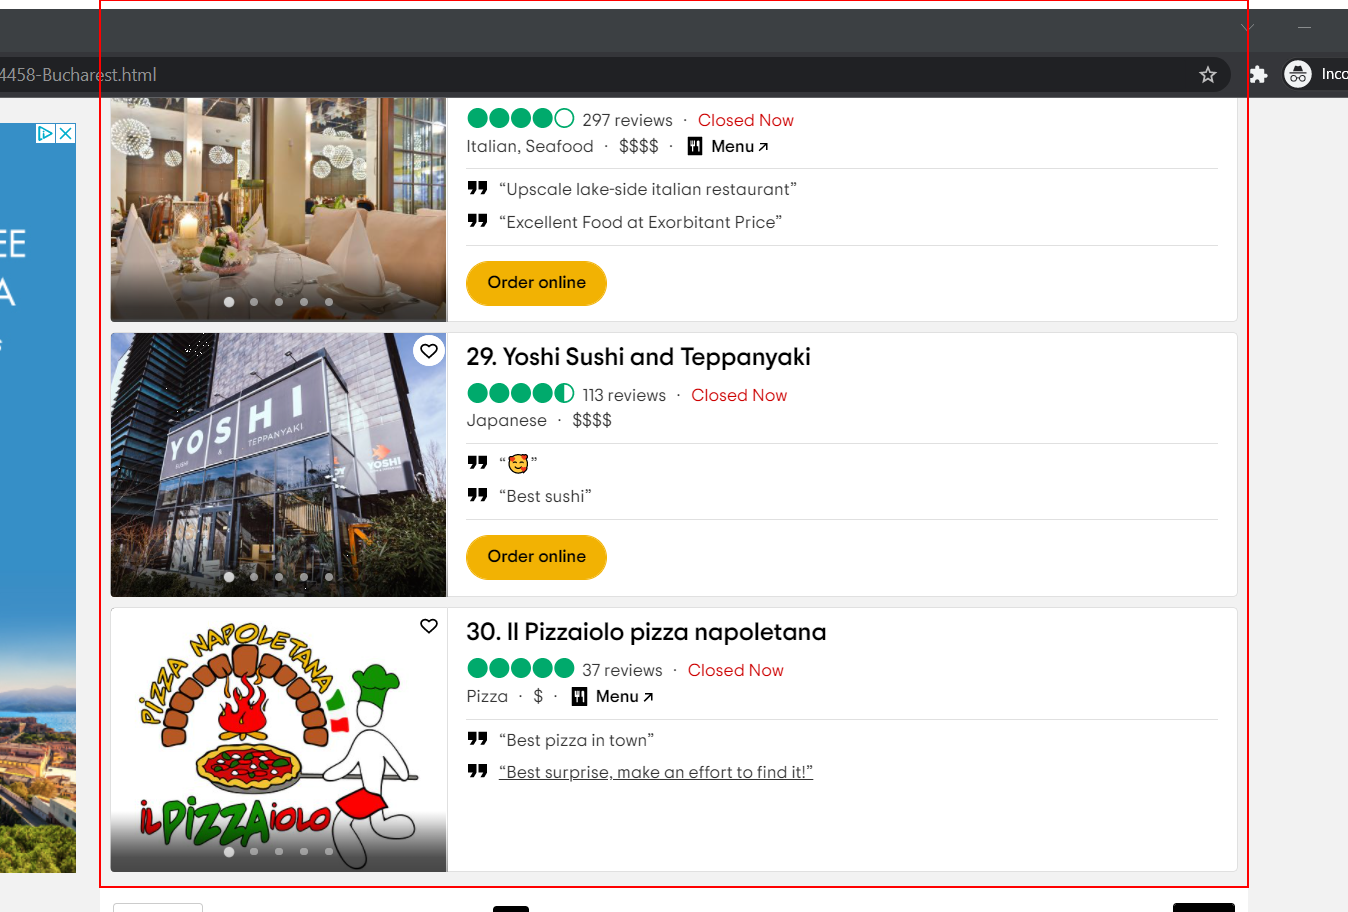 4458-Bucharest.html
Inco
297 reviews · Closed Now
Italian, Seafood · $$$$ · Menu
“Upscale lake-side italian restaurant”
“Excellent Food at Exorbitant Price”
Order online
EE
A
s
YOSHI
SUSHI & TEPPANYAKI
YOSHI
29. Yoshi Sushi and Teppanyaki
113 reviews · Closed Now
Japanese · $$$$
“🥰”
“Best sushi”
Order online
PIZZA NAPOLETANA
iL PiZZAiOLO
30. Il Pizzaiolo pizza napoletana
37 reviews · Closed Now
Pizza · $ · Menu
“Best pizza in town”
“Best surprise, make an effort to find it!”